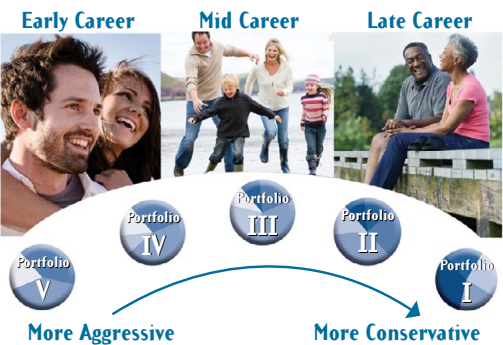 Early Career
Mid Career
Late Career
Portfolio
V
Portfolio
IV
Portfolio
III
Portfolio
II
Portfolio
I
More Aggressive
More Conservative